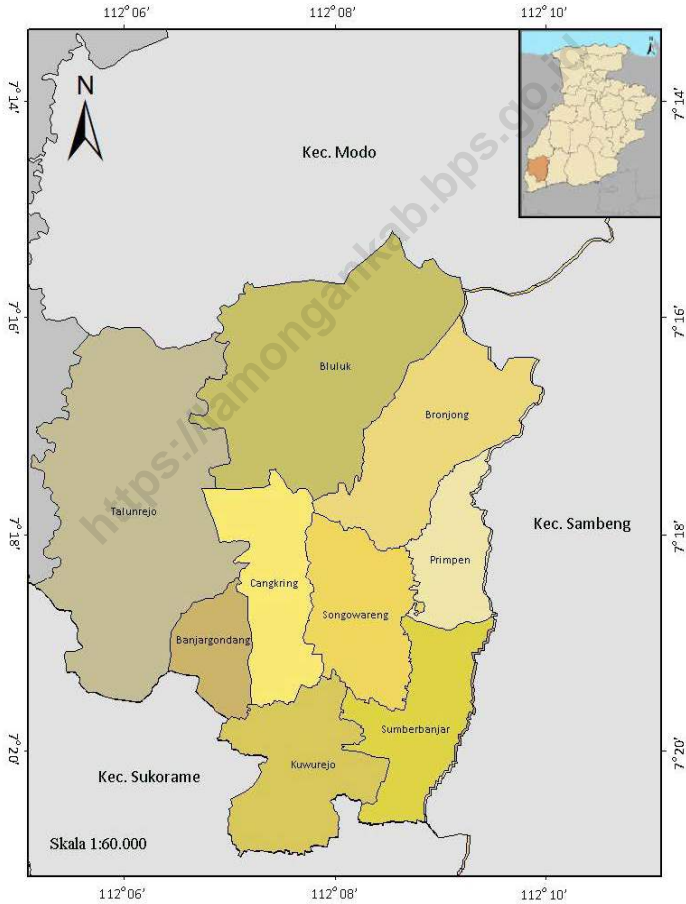 112° 06'
112° 08'
112° 10'
N
N
7° 14'
7° 14'
Kec. Modo
7° 16'
7° 16'
Bluluk
Bronjong
https://lamongankab.bps.go.id
Talunrejo
Kec. Sambeng
7° 18'
7° 18'
Primpen
Cangkring
Songowareng
Banjargondang
Sumberbanjar
7° 20'
7° 20'
Kuwurejo
Kec. Sukorame
Skala 1:60.000
112° 06'
112° 08'
112° 10'